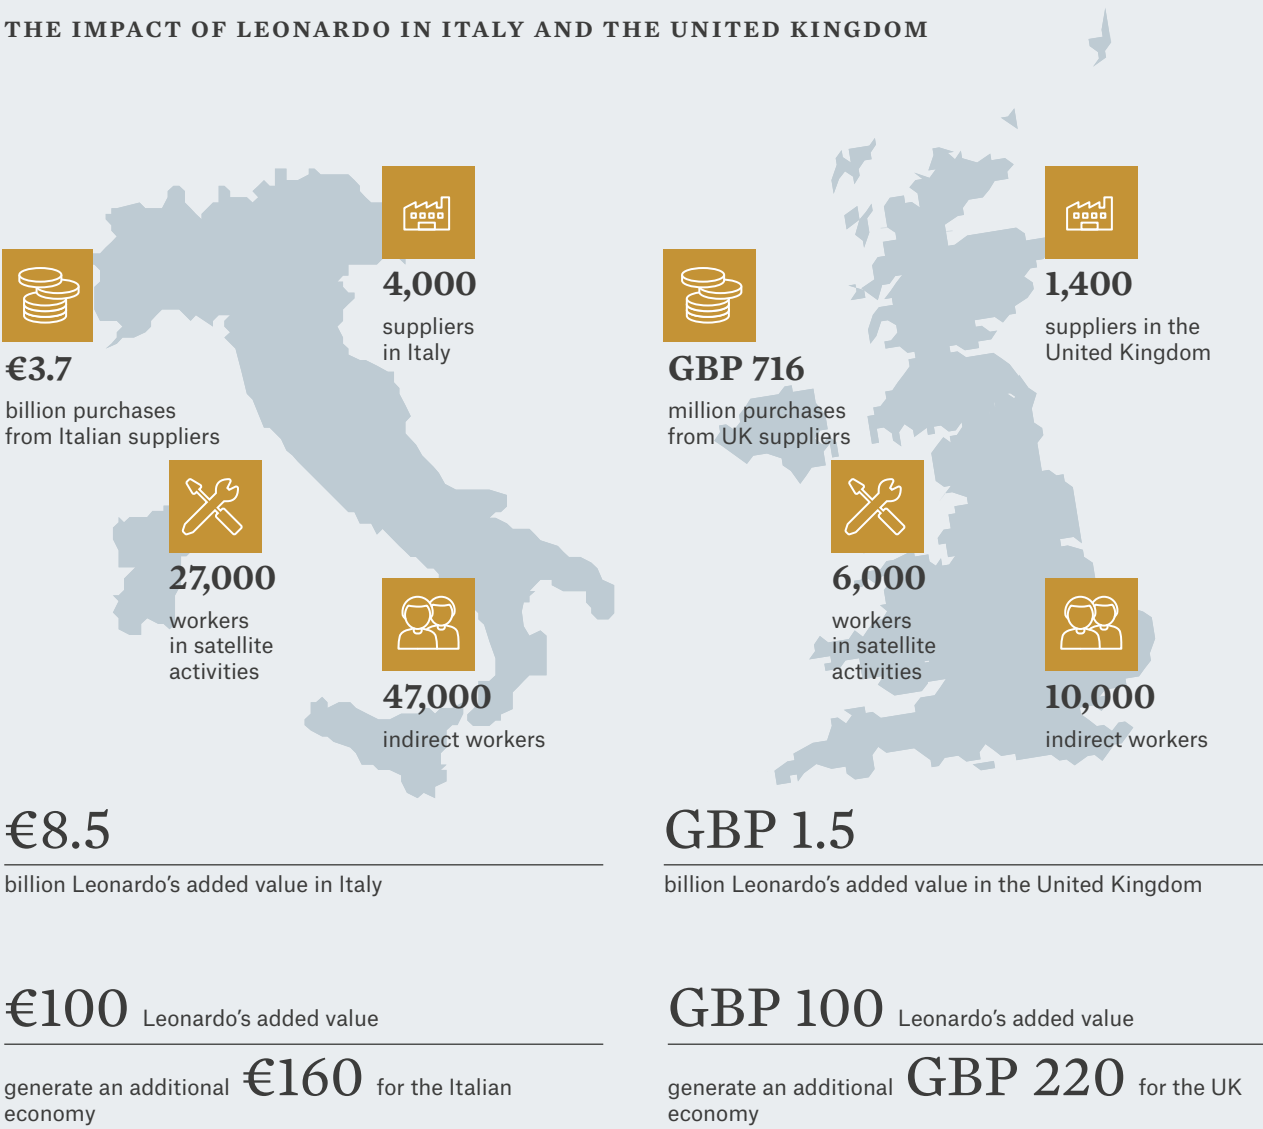 THE IMPACT OF LEONARDO IN ITALY AND THE UNITED KINGDOM
4,000
suppliers
in Italy
€3.7
billion purchases
from Italian suppliers
27,000
workers
in satellite
activities
47,000
indirect workers
€8.5
billion Leonardo's added value in Italy
€100 Leonardo's added value
generate an additional €160 for the Italian
economy
1,400
suppliers in the
United Kingdom
GBP 716
million purchases
from UK suppliers
6,000
workers
in satellite
activities
10,000
indirect workers
GBP 1.5
billion Leonardo's added value in the United Kingdom
GBP 100 Leonardo's added value
generate an additional GBP 220 for the UK
economy